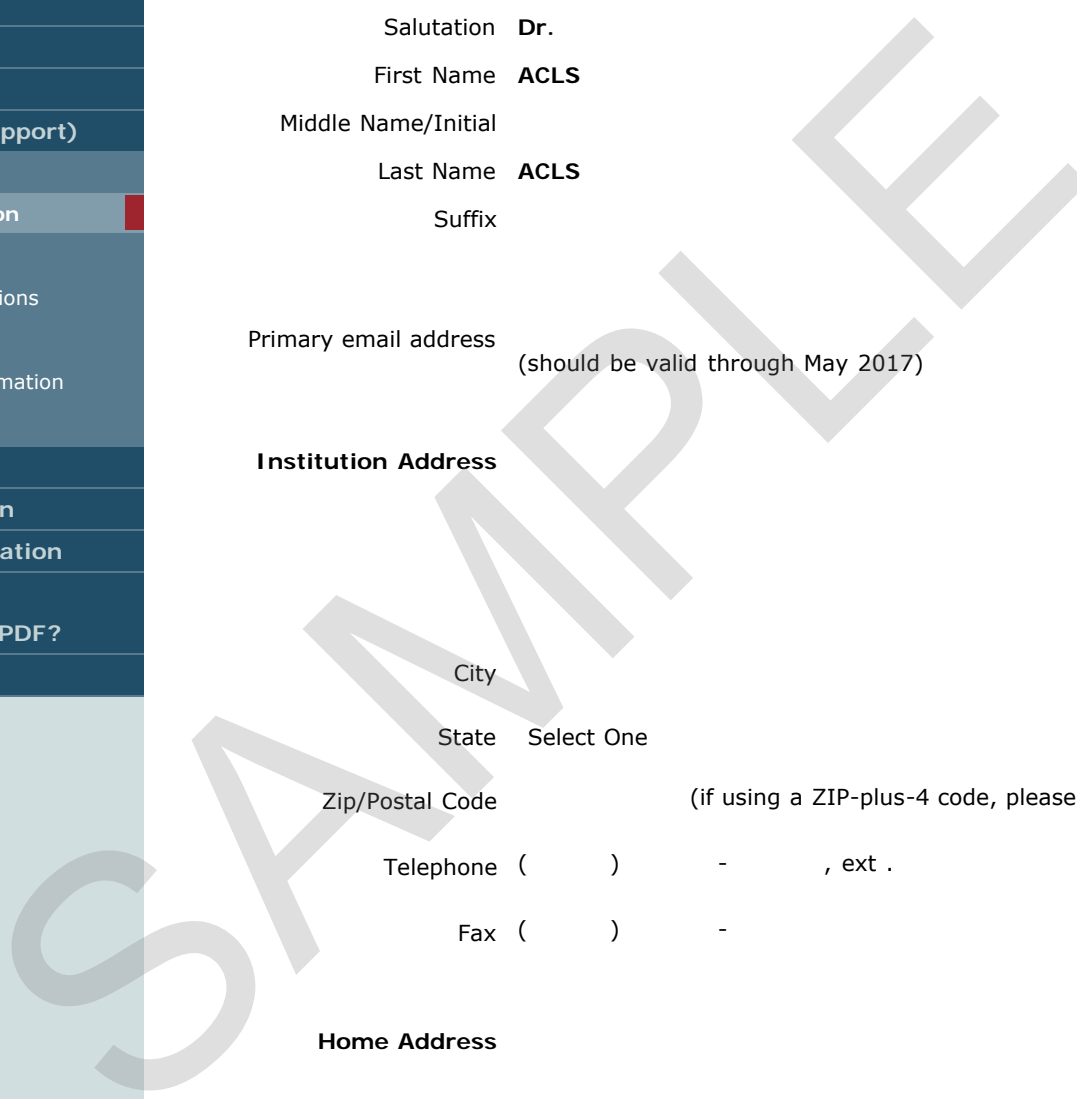 pport)
on
ions
mation
n
ation
PDF?
Salutation Dr.
First Name ACLS
Middle Name/Initial
Last Name ACLS
Suffix
Primary email address
(should be valid through May 2017)
Institution Address
City
State Select One
Zip/Postal Code (if using a ZIP-plus-4 code, please
Telephone ( ) - , ext .
Fax ( ) -
Home Address
SAMPLE